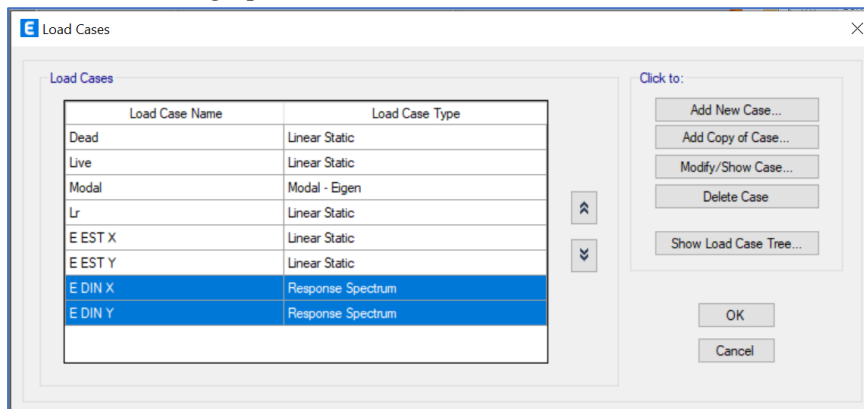 E Load Cases
Load Cases
Click to:
Load Case Name Load Case Type
Dead Linear Static
Live Linear Static
Modal Modal - Eigen
Lr Linear Static
E EST X Linear Static
E EST Y Linear Static
E DIN X Response Spectrum
E DIN Y Response Spectrum
Add New Case...
Add Copy of Case...
Modify/Show Case...
Delete Case
Show Load Case Tree...
OK
Cancel